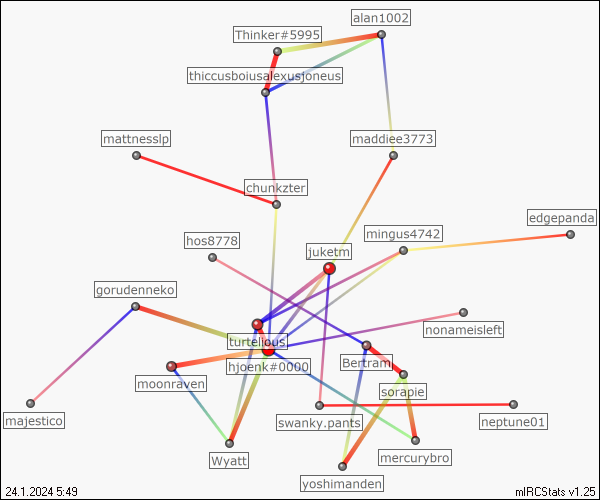 alan1002
Thinker#5995
thiccusboiusalexusjoneus
mattnesslp
maddiee3773
chunkzter
edgepanda
mingus4742
hos8778
juketm
gorudenneko
nonameisleft
turtelious
Bertram
hjoenk#0000
moonraven
sorapie
majestico
swanky.pants
neptune01
mercurybro
Wyatt
yoshimanden
24.1.2024 5:49
mIRCStats v1.25